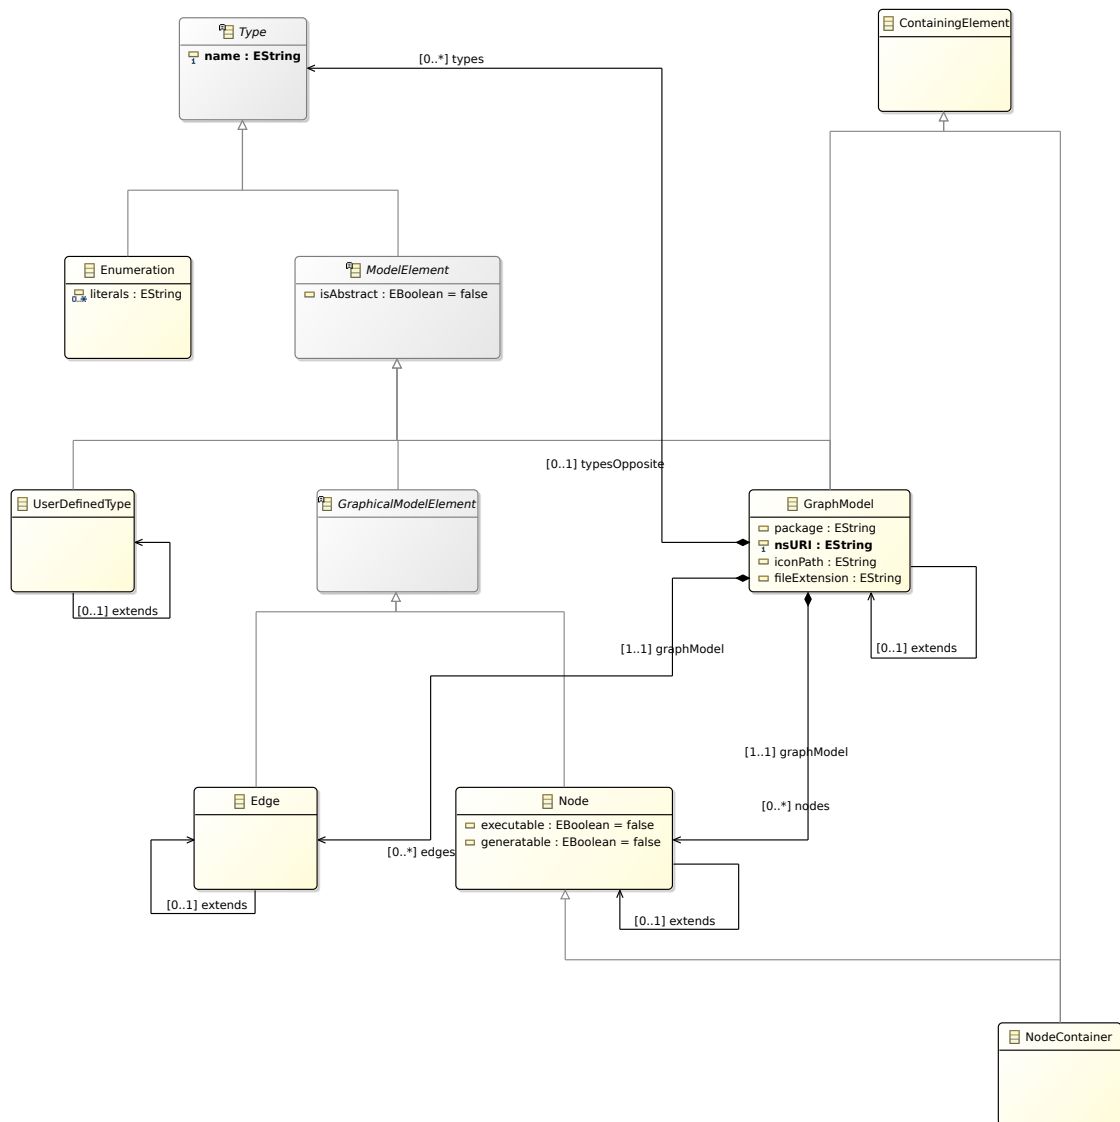 Type
name : EString
[0..*] types
ContainingElement
Enumeration
literals : EString
0..*
ModelElement
isAbstract : EBoolean = false
[0..1] typesOpposite
UserDefinedType
[0..1] extends
GraphicalModelElement
GraphModel
package : EString
nsURI : EString
iconPath : EString
fileExtension : EString
[0..1] extends
[1..1] graphModel
[1..1] graphModel
[0..*] nodes
Edge
[0..*] edges
[0..1] extends
Node
executable : EBoolean = false
generatable : EBoolean = false
[0..1] extends
NodeContainer